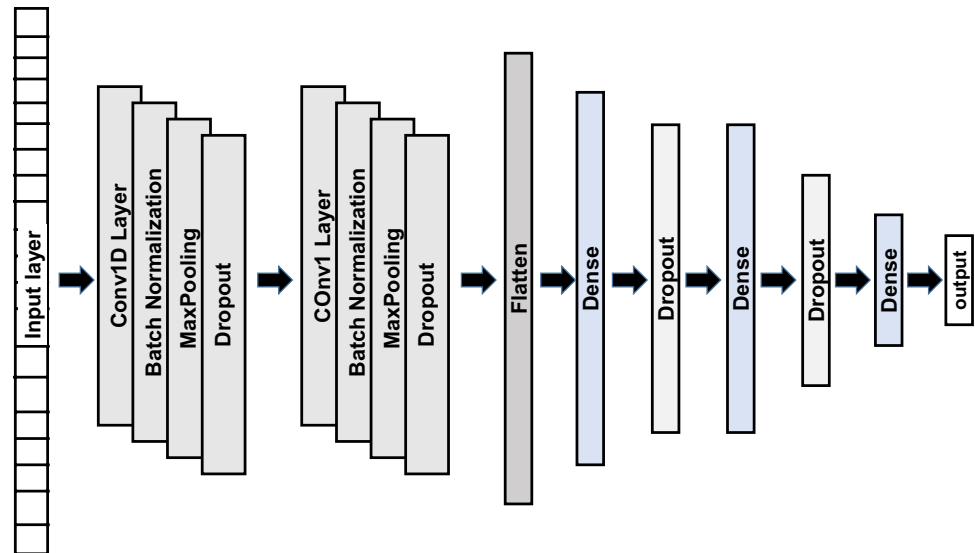 Input layer
Conv1D Layer
Batch Normalization
MaxPooling
Dropout
COnv1 Layer
Batch Normalization
MaxPooling
Dropout
Flatten
Dense
Dropout
Dense
Dropout
Dense
output